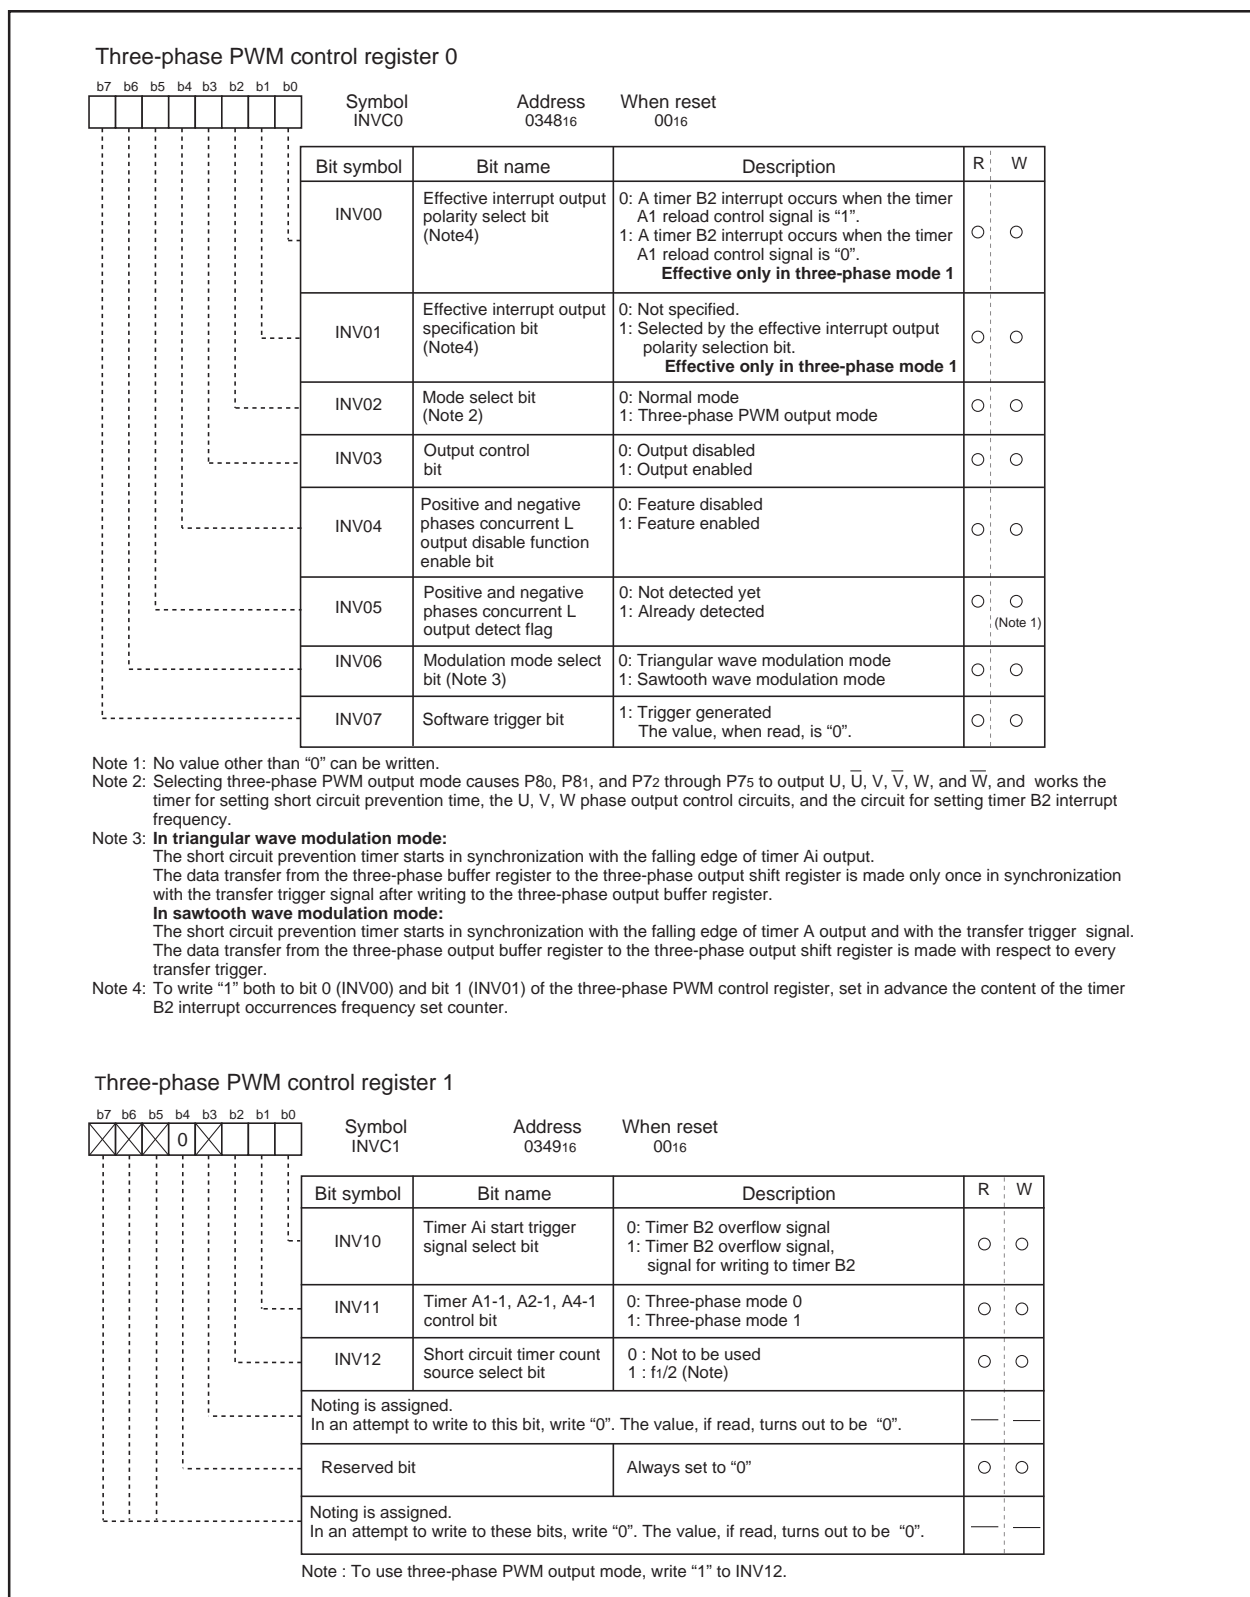 Three-phase PWM control register 0
b7 b6 b5 b4 b3 b2 b1 b0
Symbol Address When reset
INVC0 034816 0016
Bit symbol Bit name Description R W
INV00
Effective interrupt output
polarity select bit
(Note4)
0: A timer B2 interrupt occurs when the timer
A1 reload control signal is “1”.
1: A timer B2 interrupt occurs when the timer
A1 reload control signal is “0”.
Effective only in three-phase mode 1
INV01
Effective interrupt output
specification bit
(Note4)
0: Not specified.
1: Selected by the effective interrupt output
polarity selection bit.
Effective only in three-phase mode 1
INV02
Mode select bit
(Note 2)
0: Normal mode
1: Three-phase PWM output mode
INV03
Output control
bit
0: Output disabled
1: Output enabled
INV04
Positive and negative
phases concurrent L
output disable function
enable bit
0: Feature disabled
1: Feature enabled
INV05
Positive and negative
phases concurrent L
output detect flag
0: Not detected yet
1: Already detected
(Note 1)
INV06
Modulation mode select
bit (Note 3)
0: Triangular wave modulation mode
1: Sawtooth wave modulation mode
INV07
Software trigger bit
1: Trigger generated
The value, when read, is “0”.
Note 1: No value other than “0” can be written.
Note 2: Selecting three-phase PWM output mode causes P80, P81, and P72 through P75 to output U, U̅, V, V̅, W, and W̅, and works the
timer for setting short circuit prevention time, the U, V, W phase output control circuits, and the circuit for setting timer B2 interrupt
frequency.
Note 3: In triangular wave modulation mode:
The short circuit prevention timer starts in synchronization with the falling edge of timer Ai output.
The data transfer from the three-phase buffer register to the three-phase output shift register is made only once in synchronization
with the transfer trigger signal after writing to the three-phase output buffer register.
In sawtooth wave modulation mode:
The short circuit prevention timer starts in synchronization with the falling edge of timer A output and with the transfer trigger signal.
The data transfer from the three-phase output buffer register to the three-phase output shift register is made with respect to every
transfer trigger.
Note 4: To write “1” both to bit 0 (INV00) and bit 1 (INV01) of the three-phase PWM control register, set in advance the content of the timer
B2 interrupt occurrences frequency set counter.
Three-phase PWM control register 1
b7 b6 b5 b4 b3 b2 b1 b0
0
Symbol Address When reset
INVC1 034916 0016
Bit symbol Bit name Description R W
INV10
Timer Ai start trigger
signal select bit
0: Timer B2 overflow signal
1: Timer B2 overflow signal,
signal for writing to timer B2
INV11
Timer A1-1, A2-1, A4-1
control bit
0: Three-phase mode 0
1: Three-phase mode 1
INV12
Short circuit timer count
source select bit
0 : Not to be used
1 : f1/2 (Note)
Noting is assigned.
In an attempt to write to this bit, write “0”. The value, if read, turns out to be “0”.
Reserved bit Always set to “0”
Noting is assigned.
In an attempt to write to these bits, write “0”. The value, if read, turns out to be “0”.
Note : To use three-phase PWM output mode, write “1” to INV12.